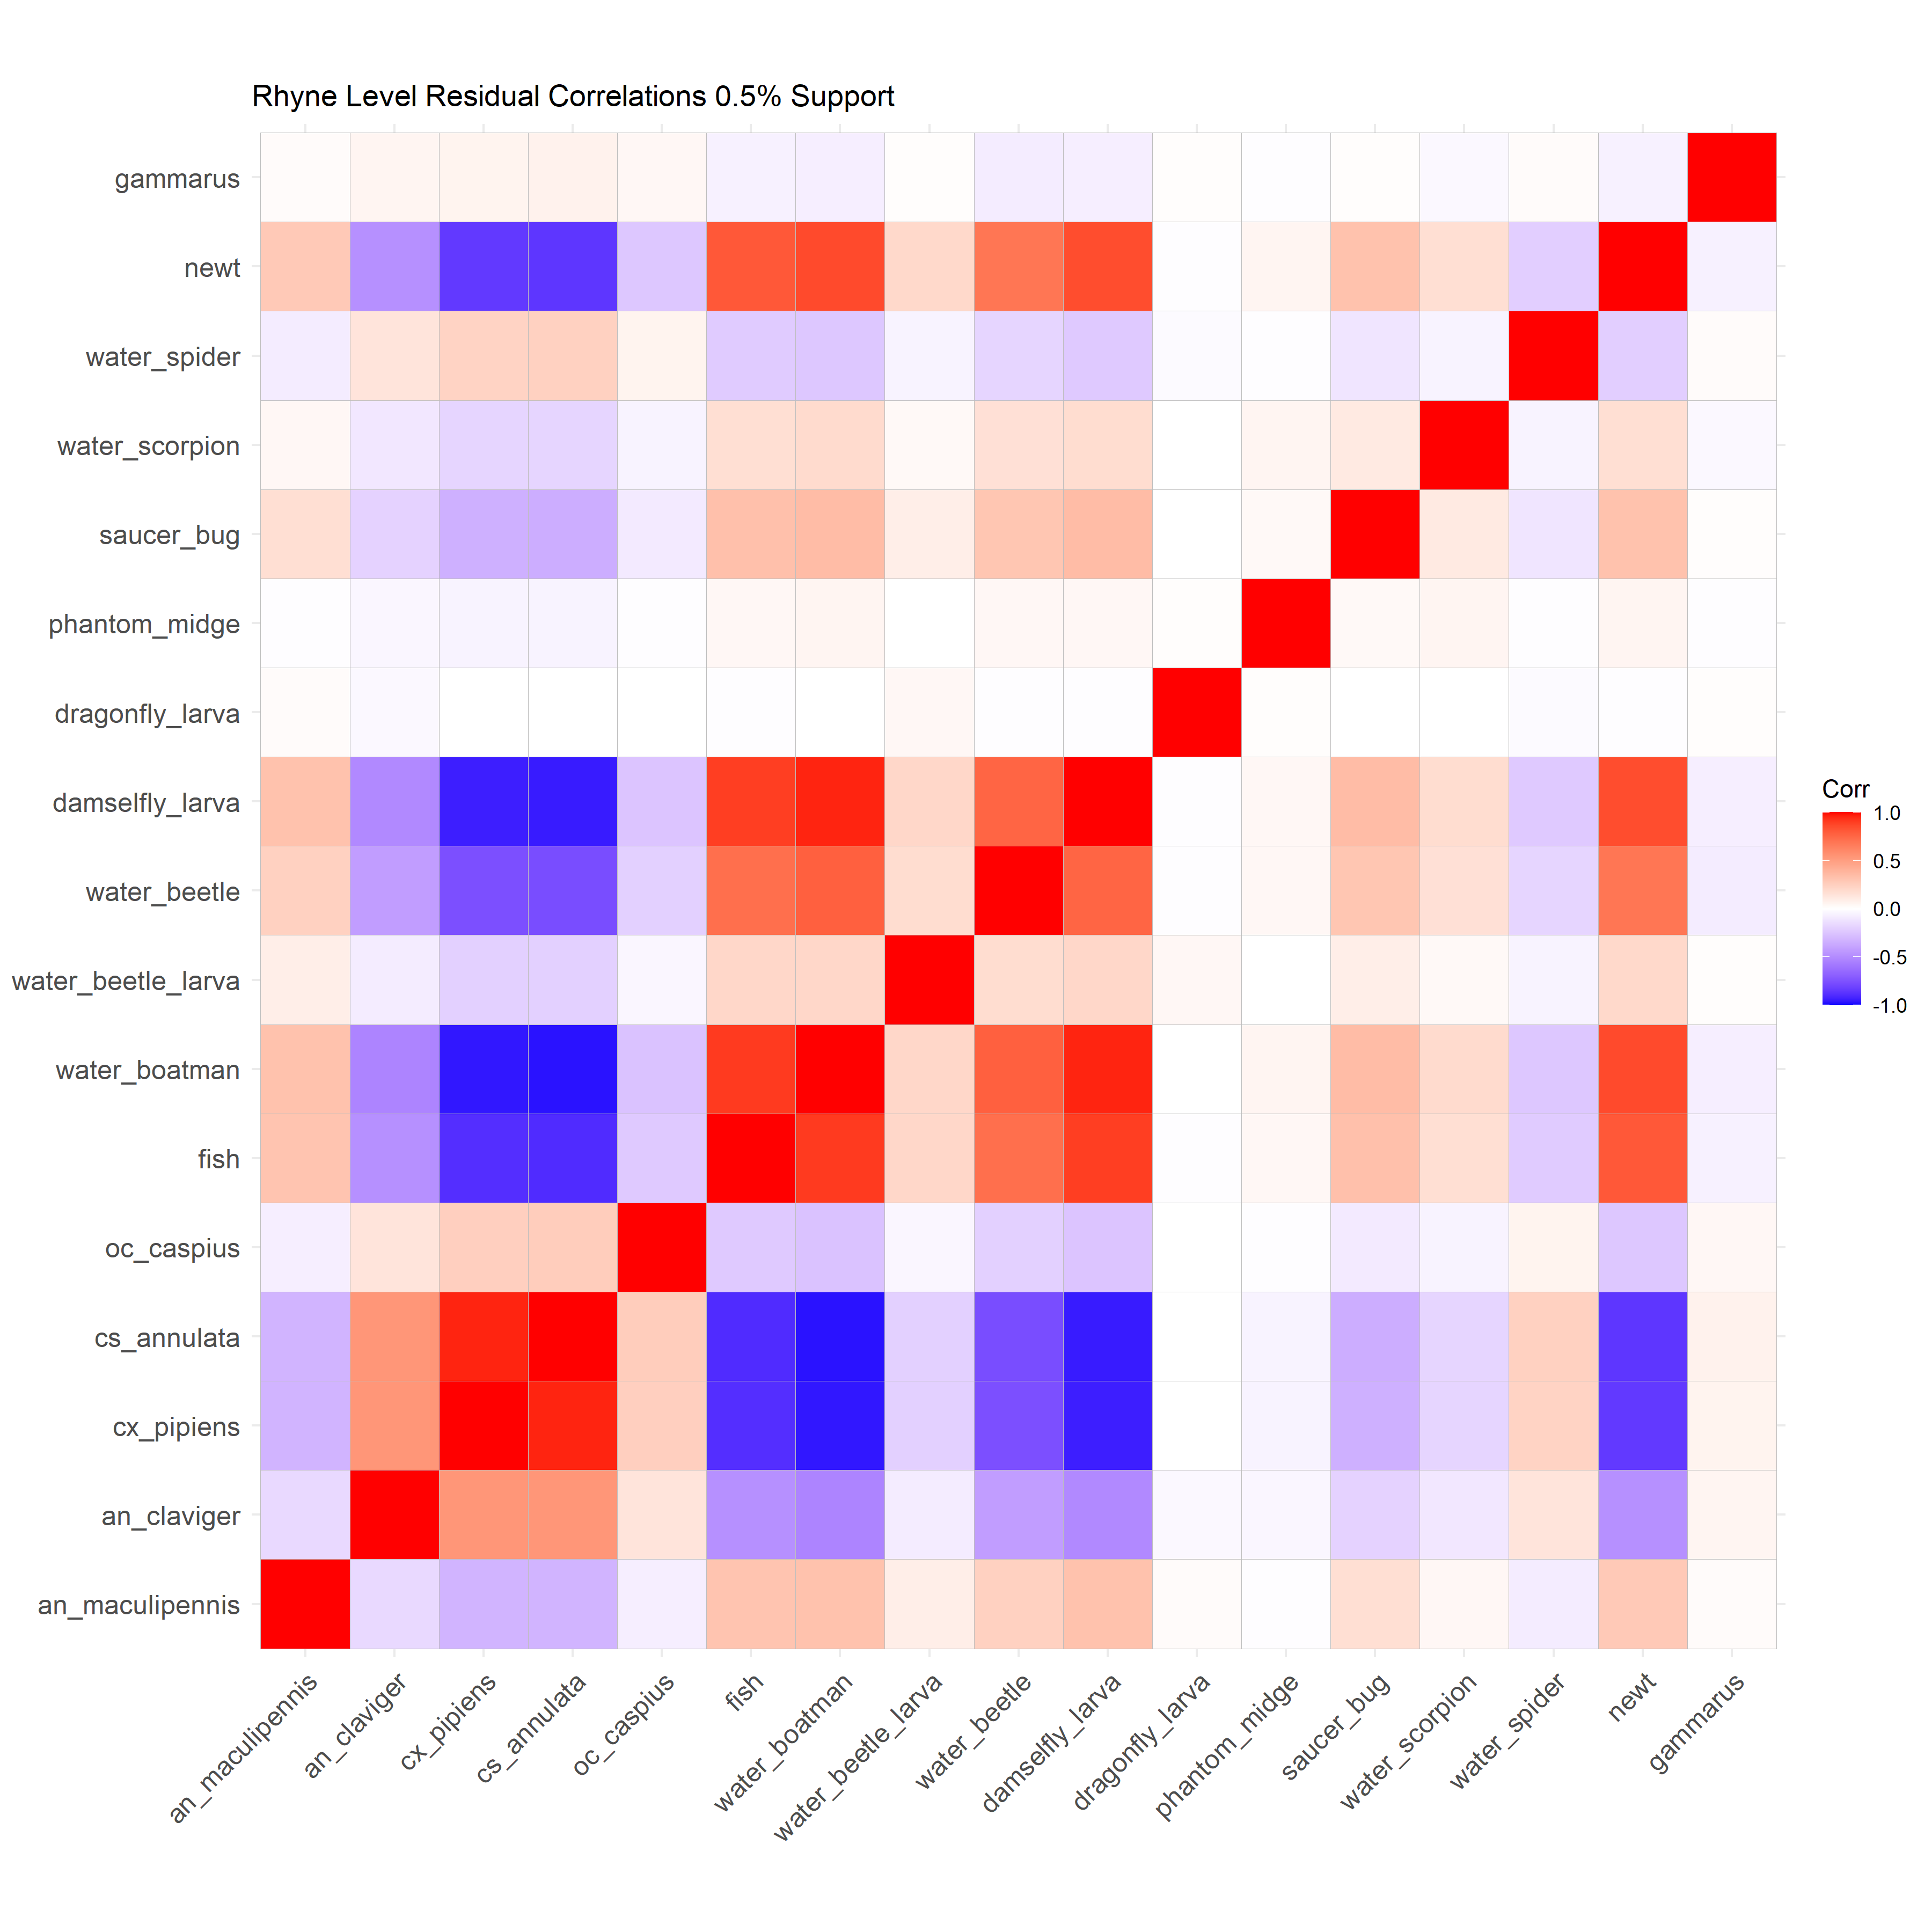 Rhyne Level Residual Correlations 0.5% Support
gammarus
newt
water_spider
water_scorpion
saucer_bug
phantom_midge
dragonfly_larva
damselfly_larva
water_beetle
water_beetle_larva
water_boatman
fish
oc_caspius
cs_annulata
cx_pipiens
an_claviger
an_maculipennis
an_maculipennis
an_claviger
cx_pipiens
cs_annulata
oc_caspius
fish
water_boatman
water_beetle_larva
water_beetle
damselfly_larva
dragonfly_larva
phantom_midge
saucer_bug
water_scorpion
water_spider
newt
gammarus
Corr
1.0
0.5
0.0
-0.5
-1.0